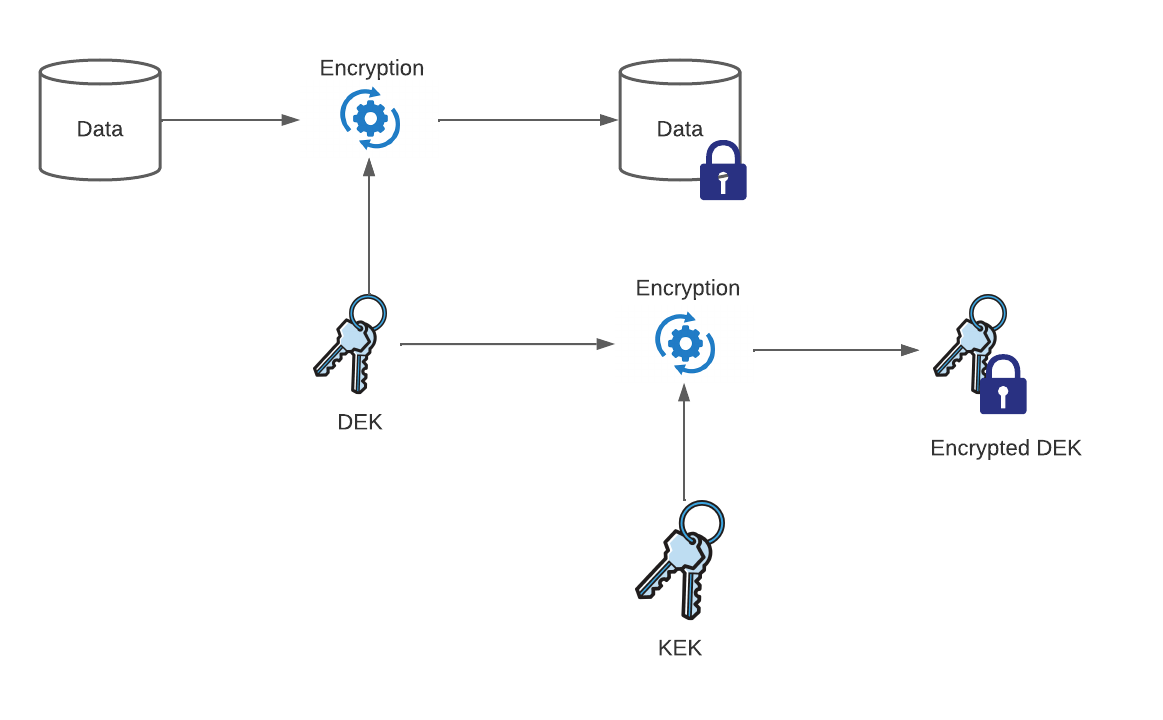 Encryption
Data
Data
Encryption
DEK
Encrypted DEK
KEK